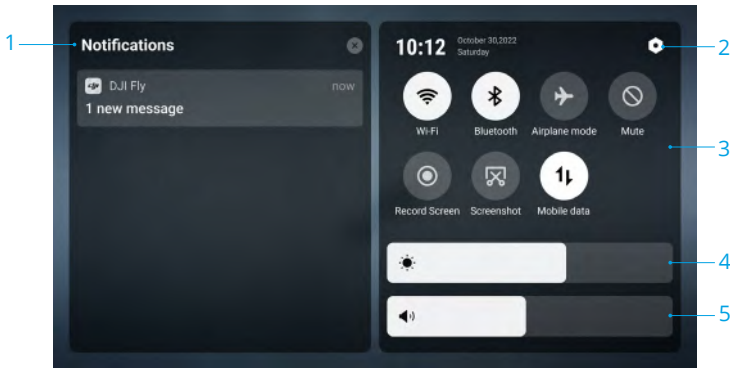 1
Notifications
DJI Fly
now
1 new message
10:12
October 30,2022
Saturday
2
Wi-Fi
Bluetooth
Airplane mode
Mute
3
Record Screen
Screenshot
Mobile data
4
5